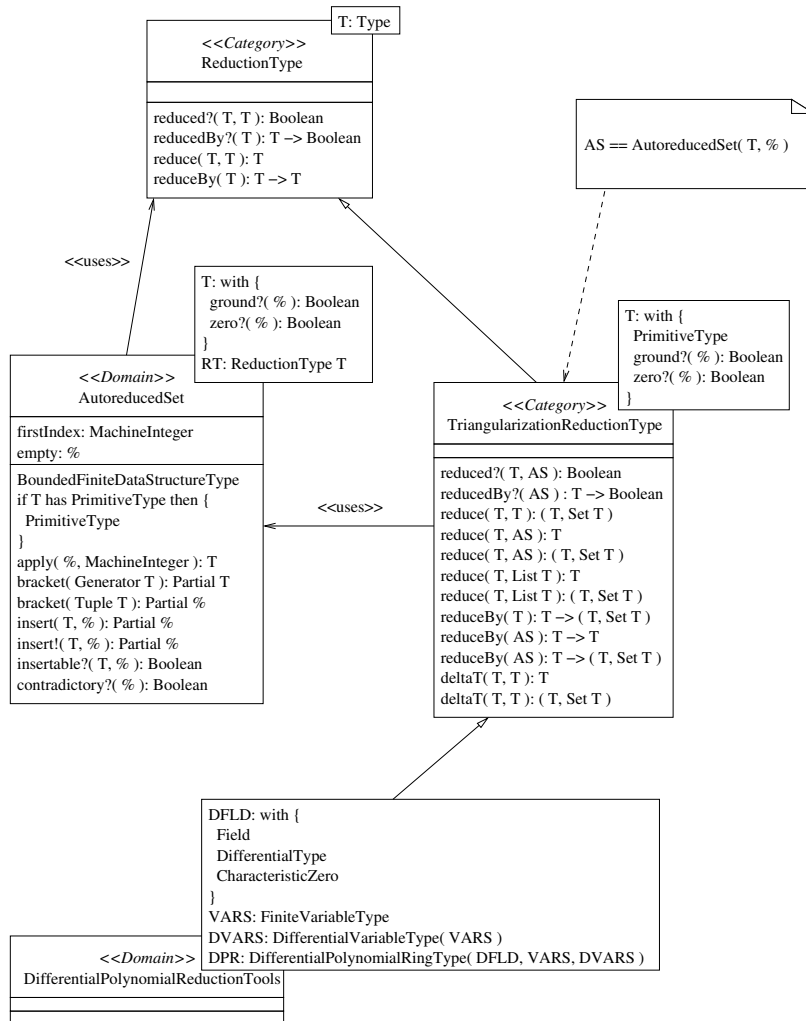 T: Type
<<Category>>
ReductionType
reduced?( T, T ): Boolean
reducedBy?( T ): T −> Boolean
reduce( T, T ): T
reduceBy( T ): T −> T
AS == AutoreducedSet( T, % )
<<uses>>
T: with {
ground?( % ): Boolean
zero?( % ): Boolean
}
RT: ReductionType T
T: with {
PrimitiveType
ground?( % ): Boolean
zero?( % ): Boolean
}
<<Domain>>
AutoreducedSet
firstIndex: MachineInteger
empty: %
BoundedFiniteDataStructureType
if T has PrimitiveType then {
PrimitiveType
}
apply( %, MachineInteger ): T
bracket( Generator T ): Partial T
bracket( Tuple T ): Partial %
insert( T, % ): Partial %
insert!( T, % ): Partial %
insertable?( T, % ): Boolean
contradictory?( % ): Boolean
<<uses>>
<<Category>>
TriangularizationReductionType
reduced?( T, AS ): Boolean
reducedBy?( AS ) : T −> Boolean
reduce( T, T ): ( T, Set T )
reduce( T, AS ): T
reduce( T, AS ): ( T, Set T )
reduce( T, List T ): T
reduce( T, List T ): ( T, Set T )
reduceBy( T ): T −> ( T, Set T )
reduceBy( AS ): T −> T
reduceBy( AS ): T −> ( T, Set T )
deltaT( T, T ): T
deltaT( T, T ): ( T, Set T )
DFLD: with {
Field
DifferentialType
CharacteristicZero
}
VARS: FiniteVariableType
DVARS: DifferentialVariableType( VARS )
DPR: DifferentialPolynomialRingType( DFLD, VARS, DVARS )
<<Domain>>
DifferentialPolynomialReductionTools